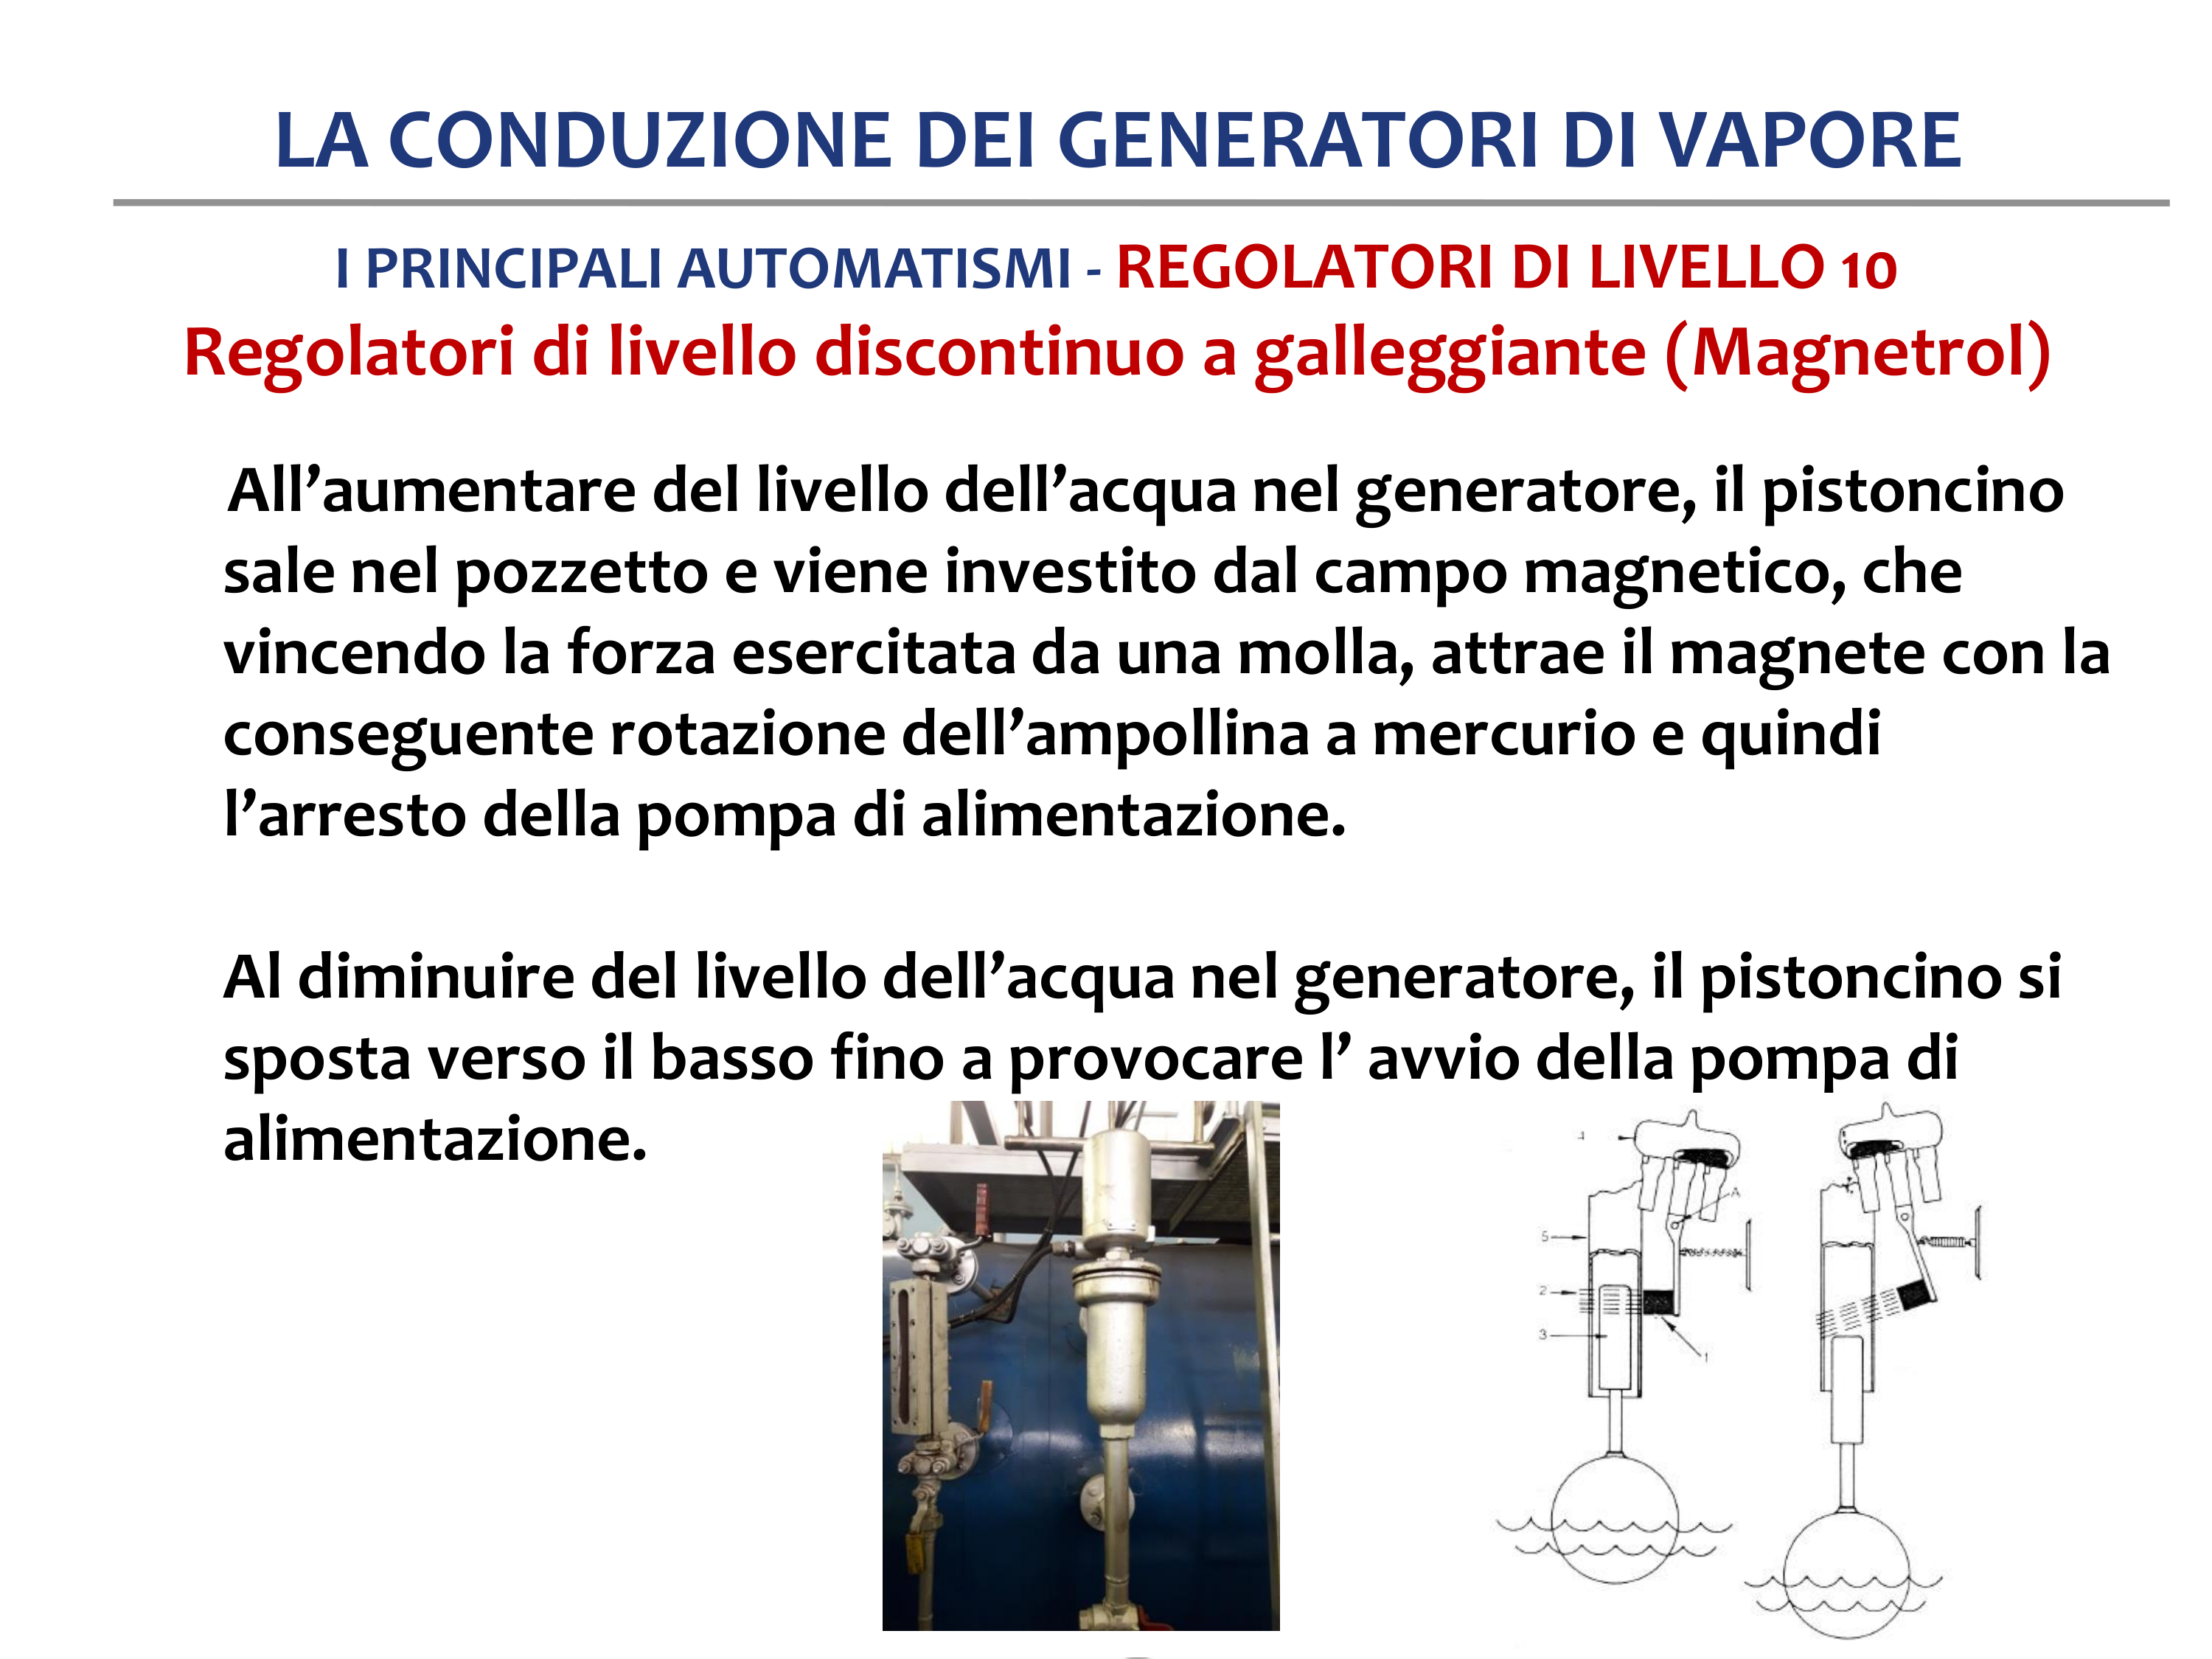 LA CONDUZIONE DEI GENERATORI DI VAPORE
I PRINCIPALI AUTOMATISMI - REGOLATORI DI LIVELLO 10
Regolatori di livello discontinuo a galleggiante (Magnetrol)
All’aumentare del livello dell’acqua nel generatore, il pistoncino
sale nel pozzetto e viene investito dal campo magnetico, che
vincendo la forza esercitata da una molla, attrae il magnete con la
conseguente rotazione dell’ampollina a mercurio e quindi
l’arresto della pompa di alimentazione.
Al diminuire del livello dell’acqua nel generatore, il pistoncino si
sposta verso il basso fino a provocare l’ avvio della pompa di
alimentazione.
4
A
5
2
3
1